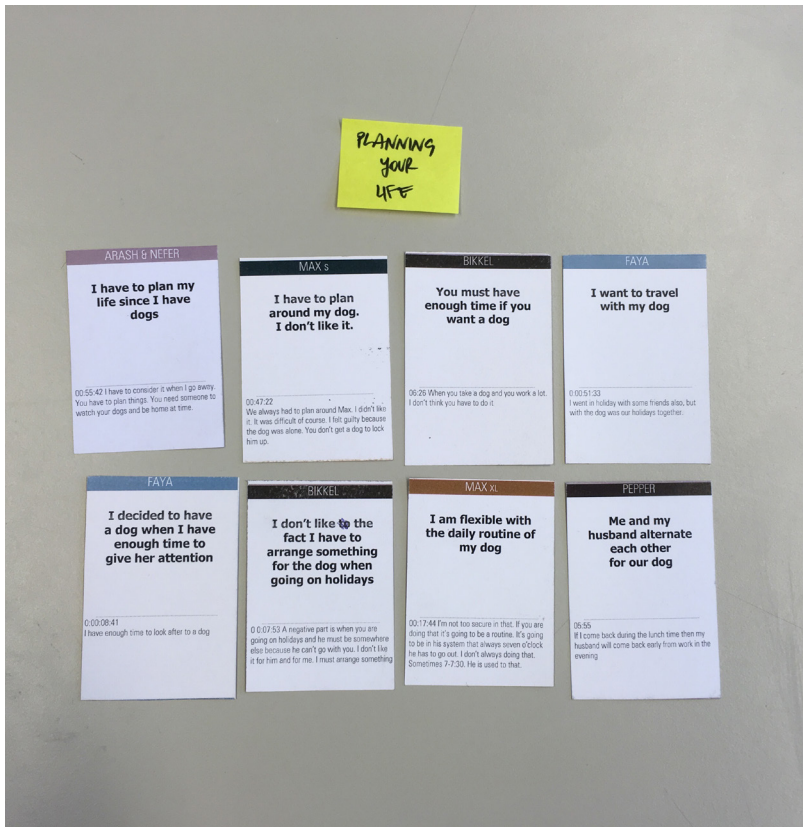 PLANNING
YOUR
LIFE
ARASH & NEFER
I have to plan my
life since I have
dogs
00:55:42 I have to consider it when I go away.
You have to plan things. You need someone to
watch your dogs and be home at time.
MAX s
I have to plan
around my dog.
I don't like it.
00:47:22
We always had to plan around Max. I didn't like
it. It was difficult of course. I felt guilty because
the dog was alone. You don't get a dog to lock
him up.
BIKKEL
You must have
enough time if you
want a dog
06:26 When you take a dog and you work a lot.
I don't think you have to do it
FAYA
I want to travel
with my dog
0:00:51:33
I went in holiday with some friends also, but
with the dog was our holidays together.
FAYA
I decided to have
a dog when I have
enough time to
give her attention
0:00:08:41
I have enough time to look after to a dog
BIKKEL
I don't like to the
fact I have to
arrange something
for the dog when
going on holidays
0 0:07:53 A negative part is when you are
going on holidays and he must be somewhere
else because he can't go with you. I don't like
it for him and for me. I must arrange something
MAX XL
I am flexible with
the daily routine of
my dog
00:17:44 I'm not too secure in that. If you are
doing that it's going to be a routine. It's going
to be in his system that always seven o'clock
he has to go out. I don't always doing that.
Sometimes 7-7:30. He is used to that.
PEPPER
Me and my
husband alternate
each other
for our dog
05:55
If I come back during the lunch time then my
husband will come back early from work in the
evening